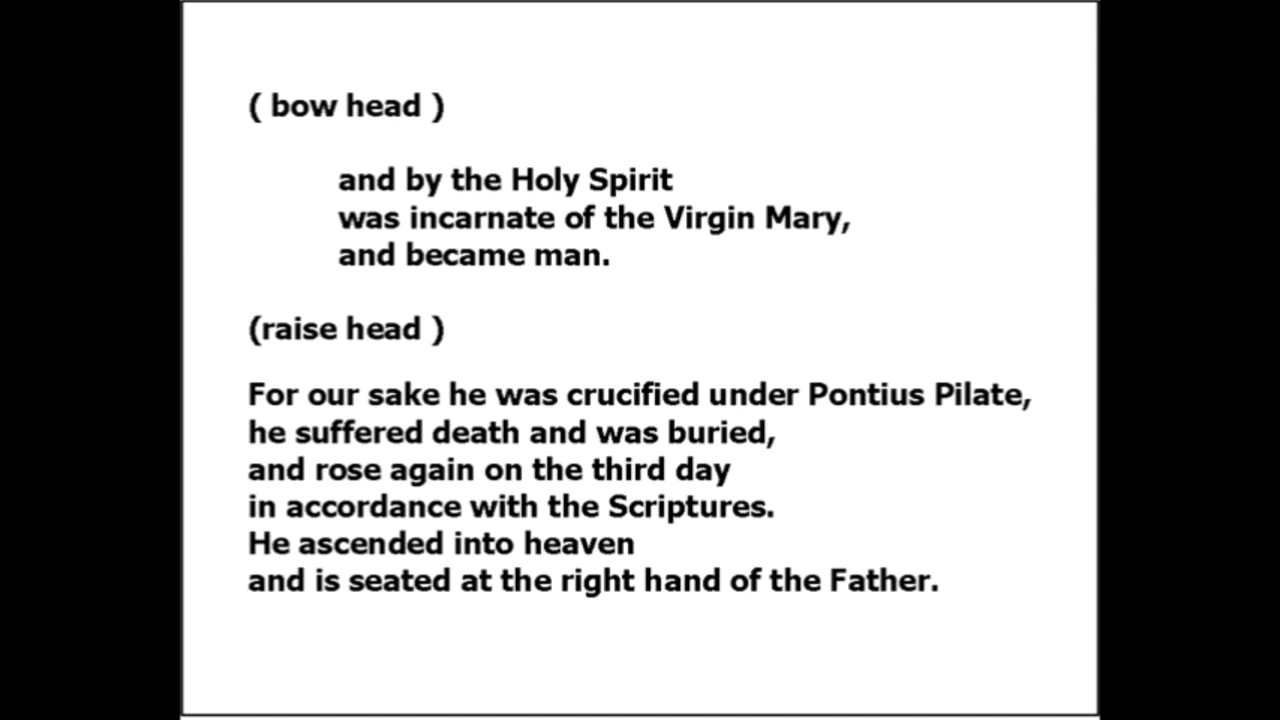 ( bow head )
and by the Holy Spirit
was incarnate of the Virgin Mary,
and became man.
(raise head )
For our sake he was crucified under Pontius Pilate,
he suffered death and was buried,
and rose again on the third day
in accordance with the Scriptures.
He ascended into heaven
and is seated at the right hand of the Father.